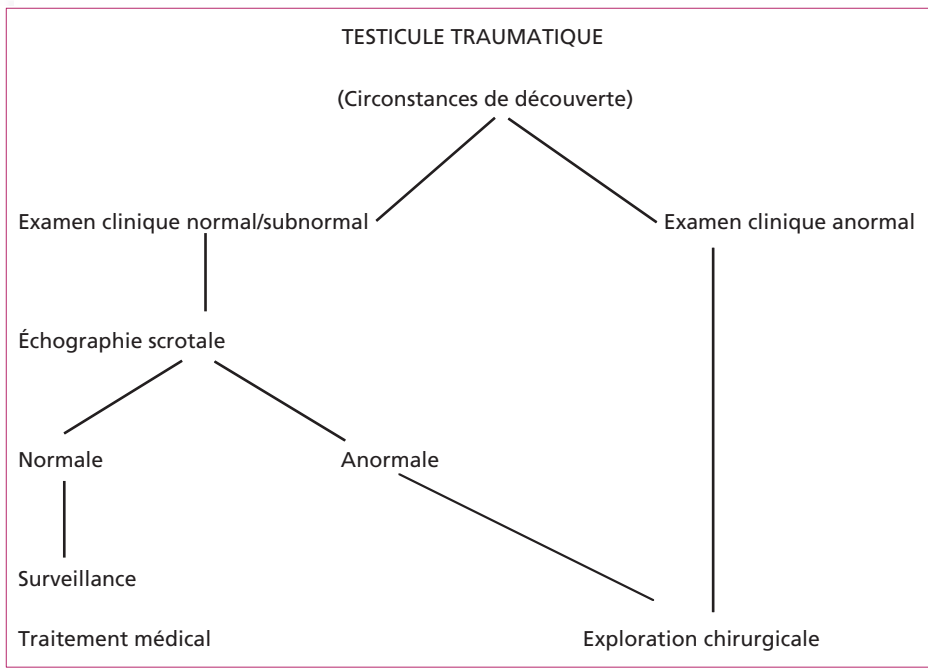 TESTICULE TRAUMATIQUE
(Circonstances de découverte)
Examen clinique normal/subnormal
Examen clinique anormal
Échographie scrotale
Normale
Anormale
Surveillance
Traitement médical
Exploration chirurgicale